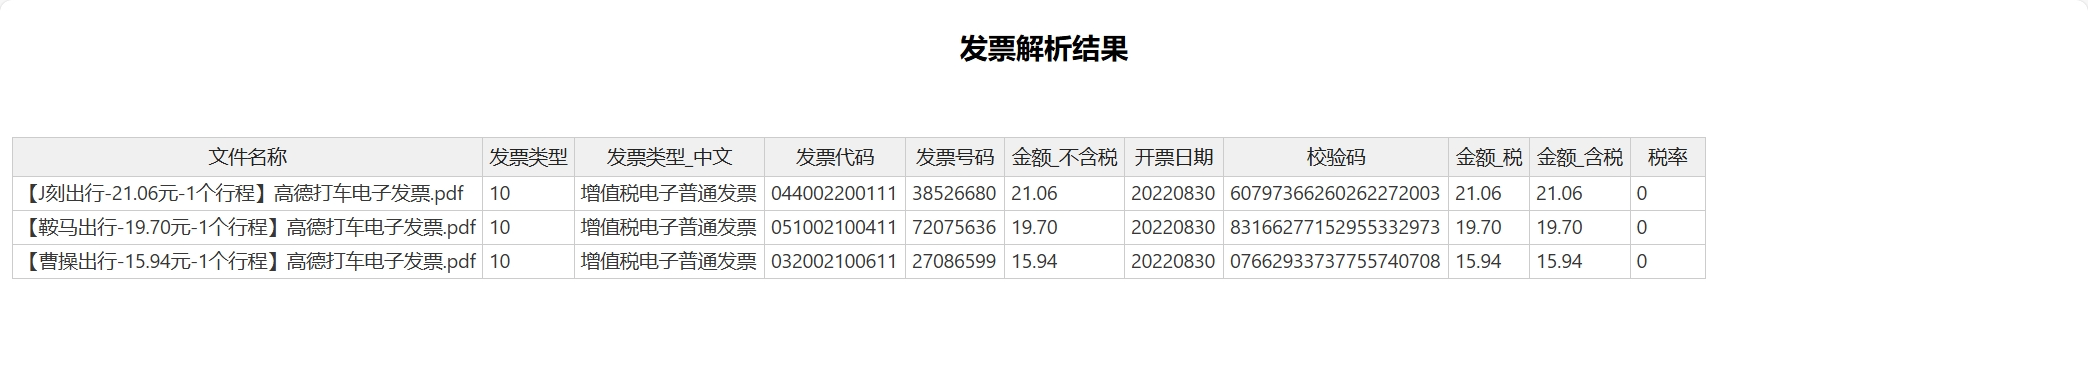 发票解析结果
文件名称 发票类型 发票类型_中文 发票代码 发票号码 金额_不含税 开票日期 校验码 金额_税 金额_含税 税率
【J刻出行-21.06元-1个行程】高德打车电子发票.pdf 10 增值税电子普通发票 044002200111 38526680 21.06 20220830 60797366260262272003 21.06 21.06 0
【鞍马出行-19.70元-1个行程】高德打车电子发票.pdf 10 增值税电子普通发票 051002100411 72075636 19.70 20220830 83166277152955332973 19.70 19.70 0
【曹操出行-15.94元-1个行程】高德打车电子发票.pdf 10 增值税电子普通发票 032002100611 27086599 15.94 20220830 07662933737755740708 15.94 15.94 0